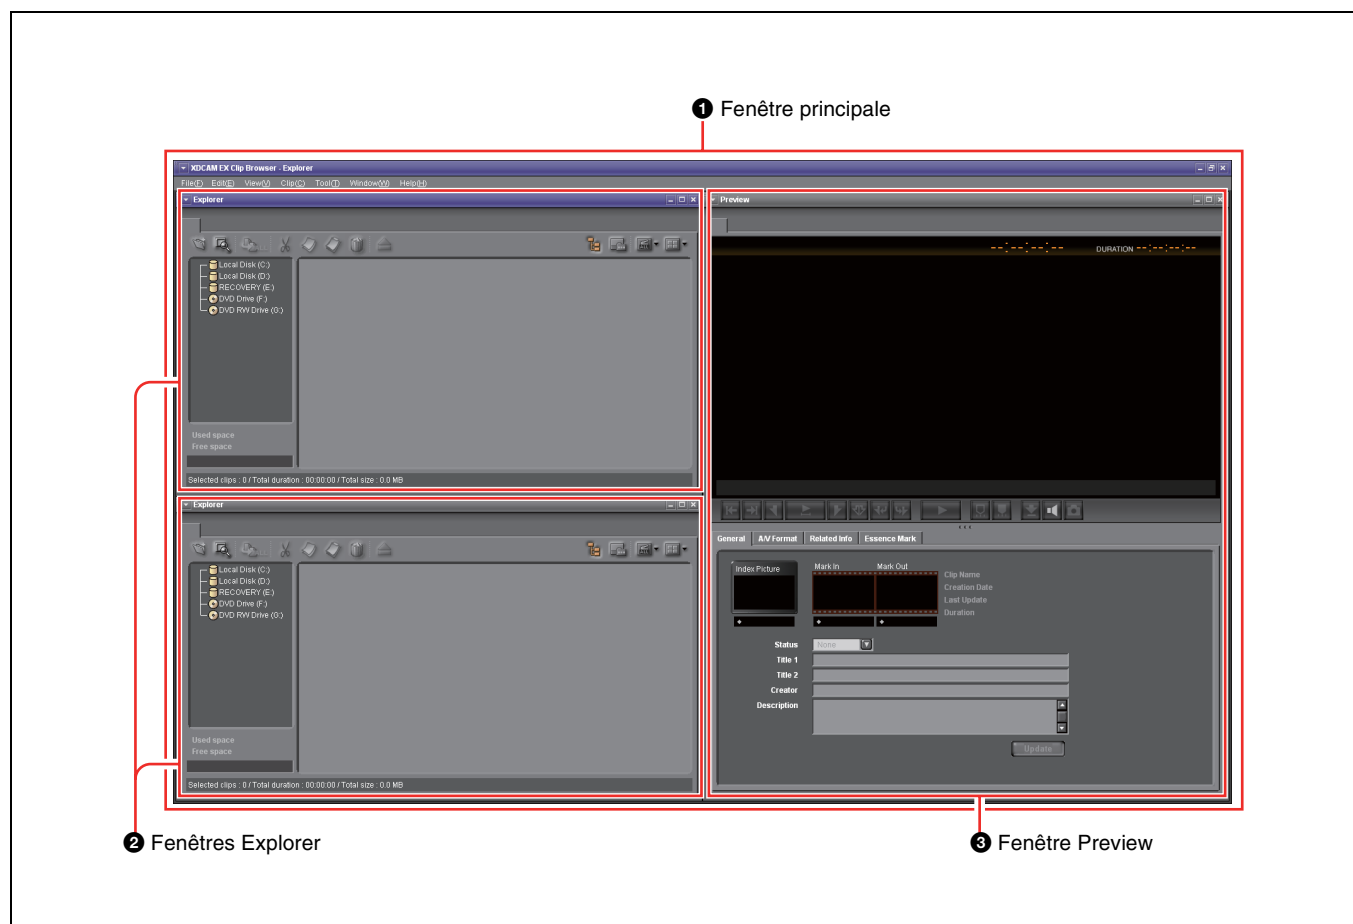 ❶ Fenêtre principale
XDCAM EX Clip Browser - Explorer
File(F) Edit(E) View(V) Clip(C) Tool(T) Window(W) Help(H)
Explorer
Local Disk (C:)
Local Disk (D:)
RECOVERY (E:)
DVD Drive (F:)
DVD RW Drive (G:)
Used space
Free space
Selected clips : 0 / Total duration : 00:00:00 / Total size : 0.0 MB
Explorer
Local Disk (C:)
Local Disk (D:)
RECOVERY (E:)
DVD Drive (F:)
DVD RW Drive (G:)
Used space
Free space
Selected clips : 0 / Total duration : 00:00:00 / Total size : 0.0 MB
Preview
--:--:--:-- DURATION --:--:--:--
General A/V Format Related Info Essence Mark
Index Picture Mark In Mark Out
Clip Name
Creation Date
Last Update
Duration
Status None
Title 1
Title 2
Creator
Description
Update
❷ Fenêtres Explorer
❸ Fenêtre Preview